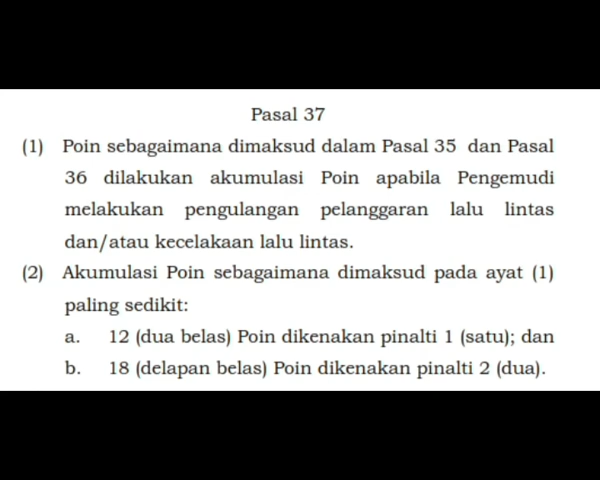 Pasal 37
(1) Poin sebagaimana dimaksud dalam Pasal 35 dan Pasal
36 dilakukan akumulasi Poin apabila Pengemudi
melakukan pengulangan pelanggaran lalu lintas
dan/atau kecelakaan lalu lintas.
(2) Akumulasi Poin sebagaimana dimaksud pada ayat (1)
paling sedikit:
a. 12 (dua belas) Poin dikenakan pinalti 1 (satu); dan
b. 18 (delapan belas) Poin dikenakan pinalti 2 (dua).